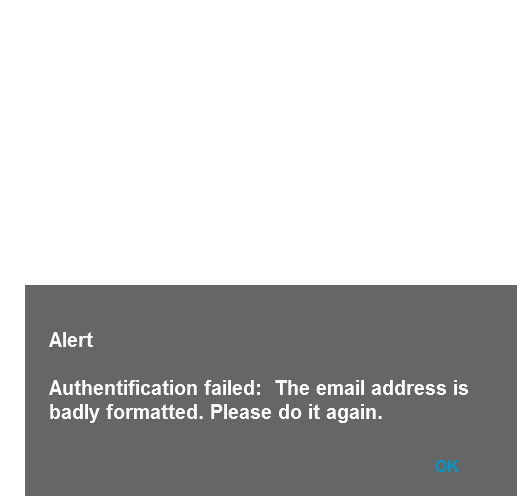 Alert
Authentification failed:  The email address is
badly formatted. Please do it again.
OK